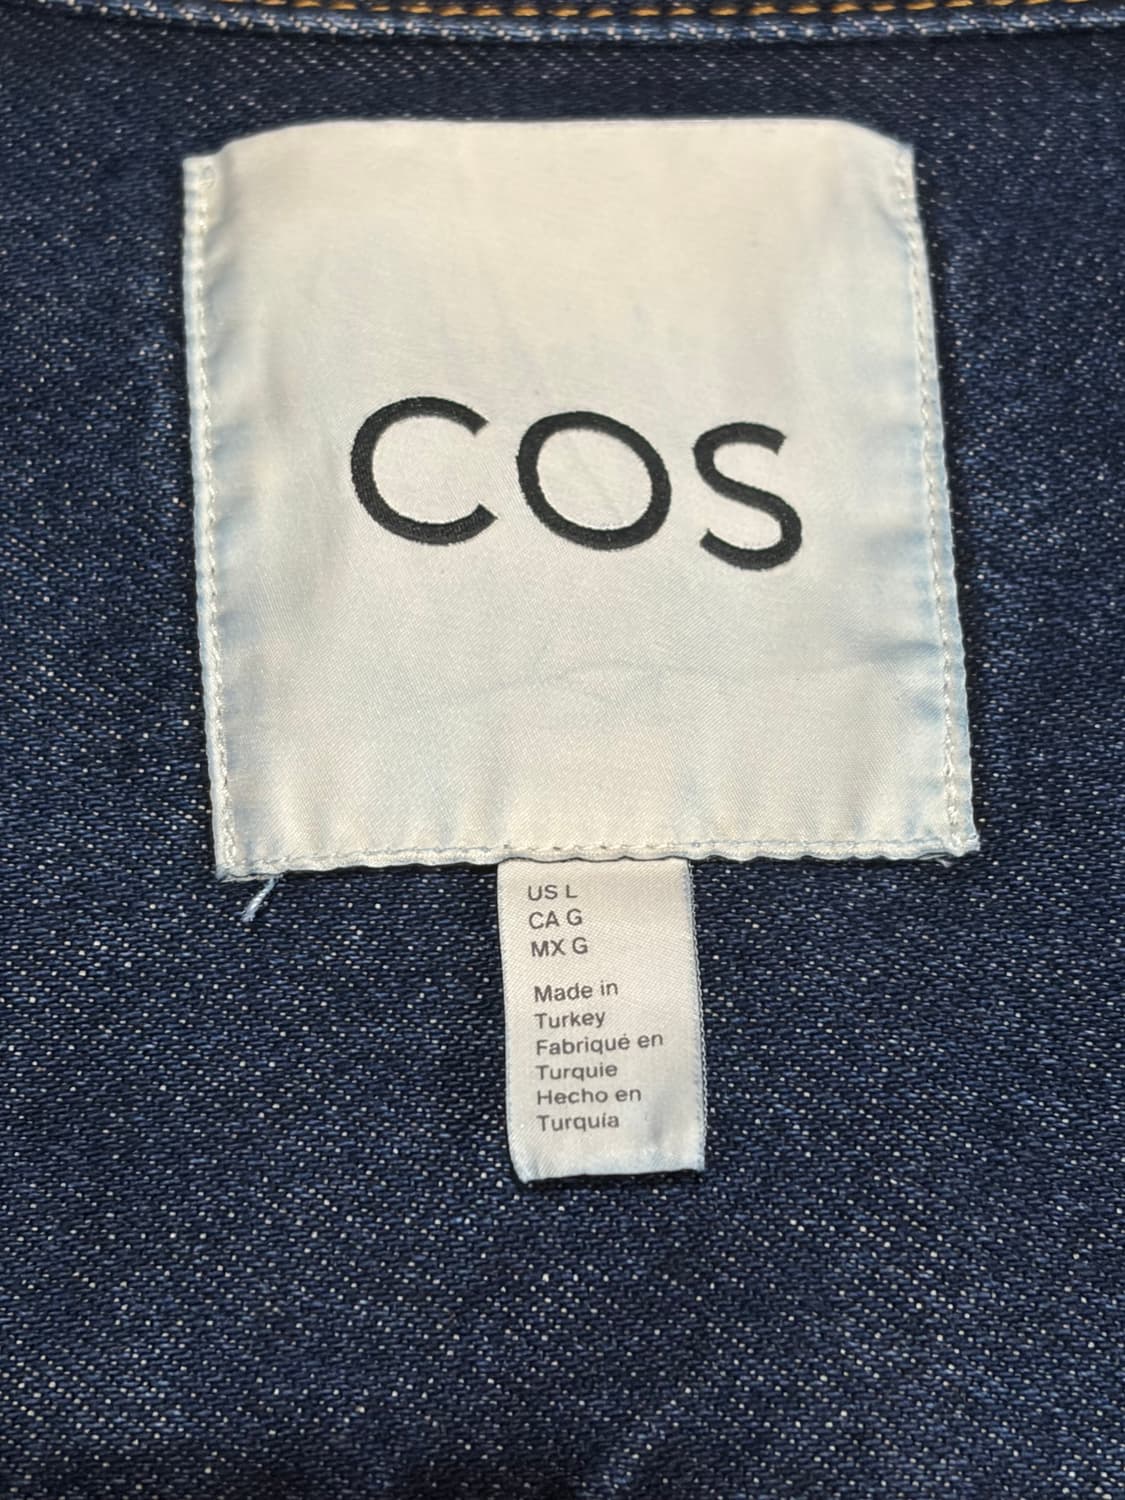 COS
US L
CA G
MX G
Made in
Turkey
Fabriqué en
Turquie
Hecho en
Turquía